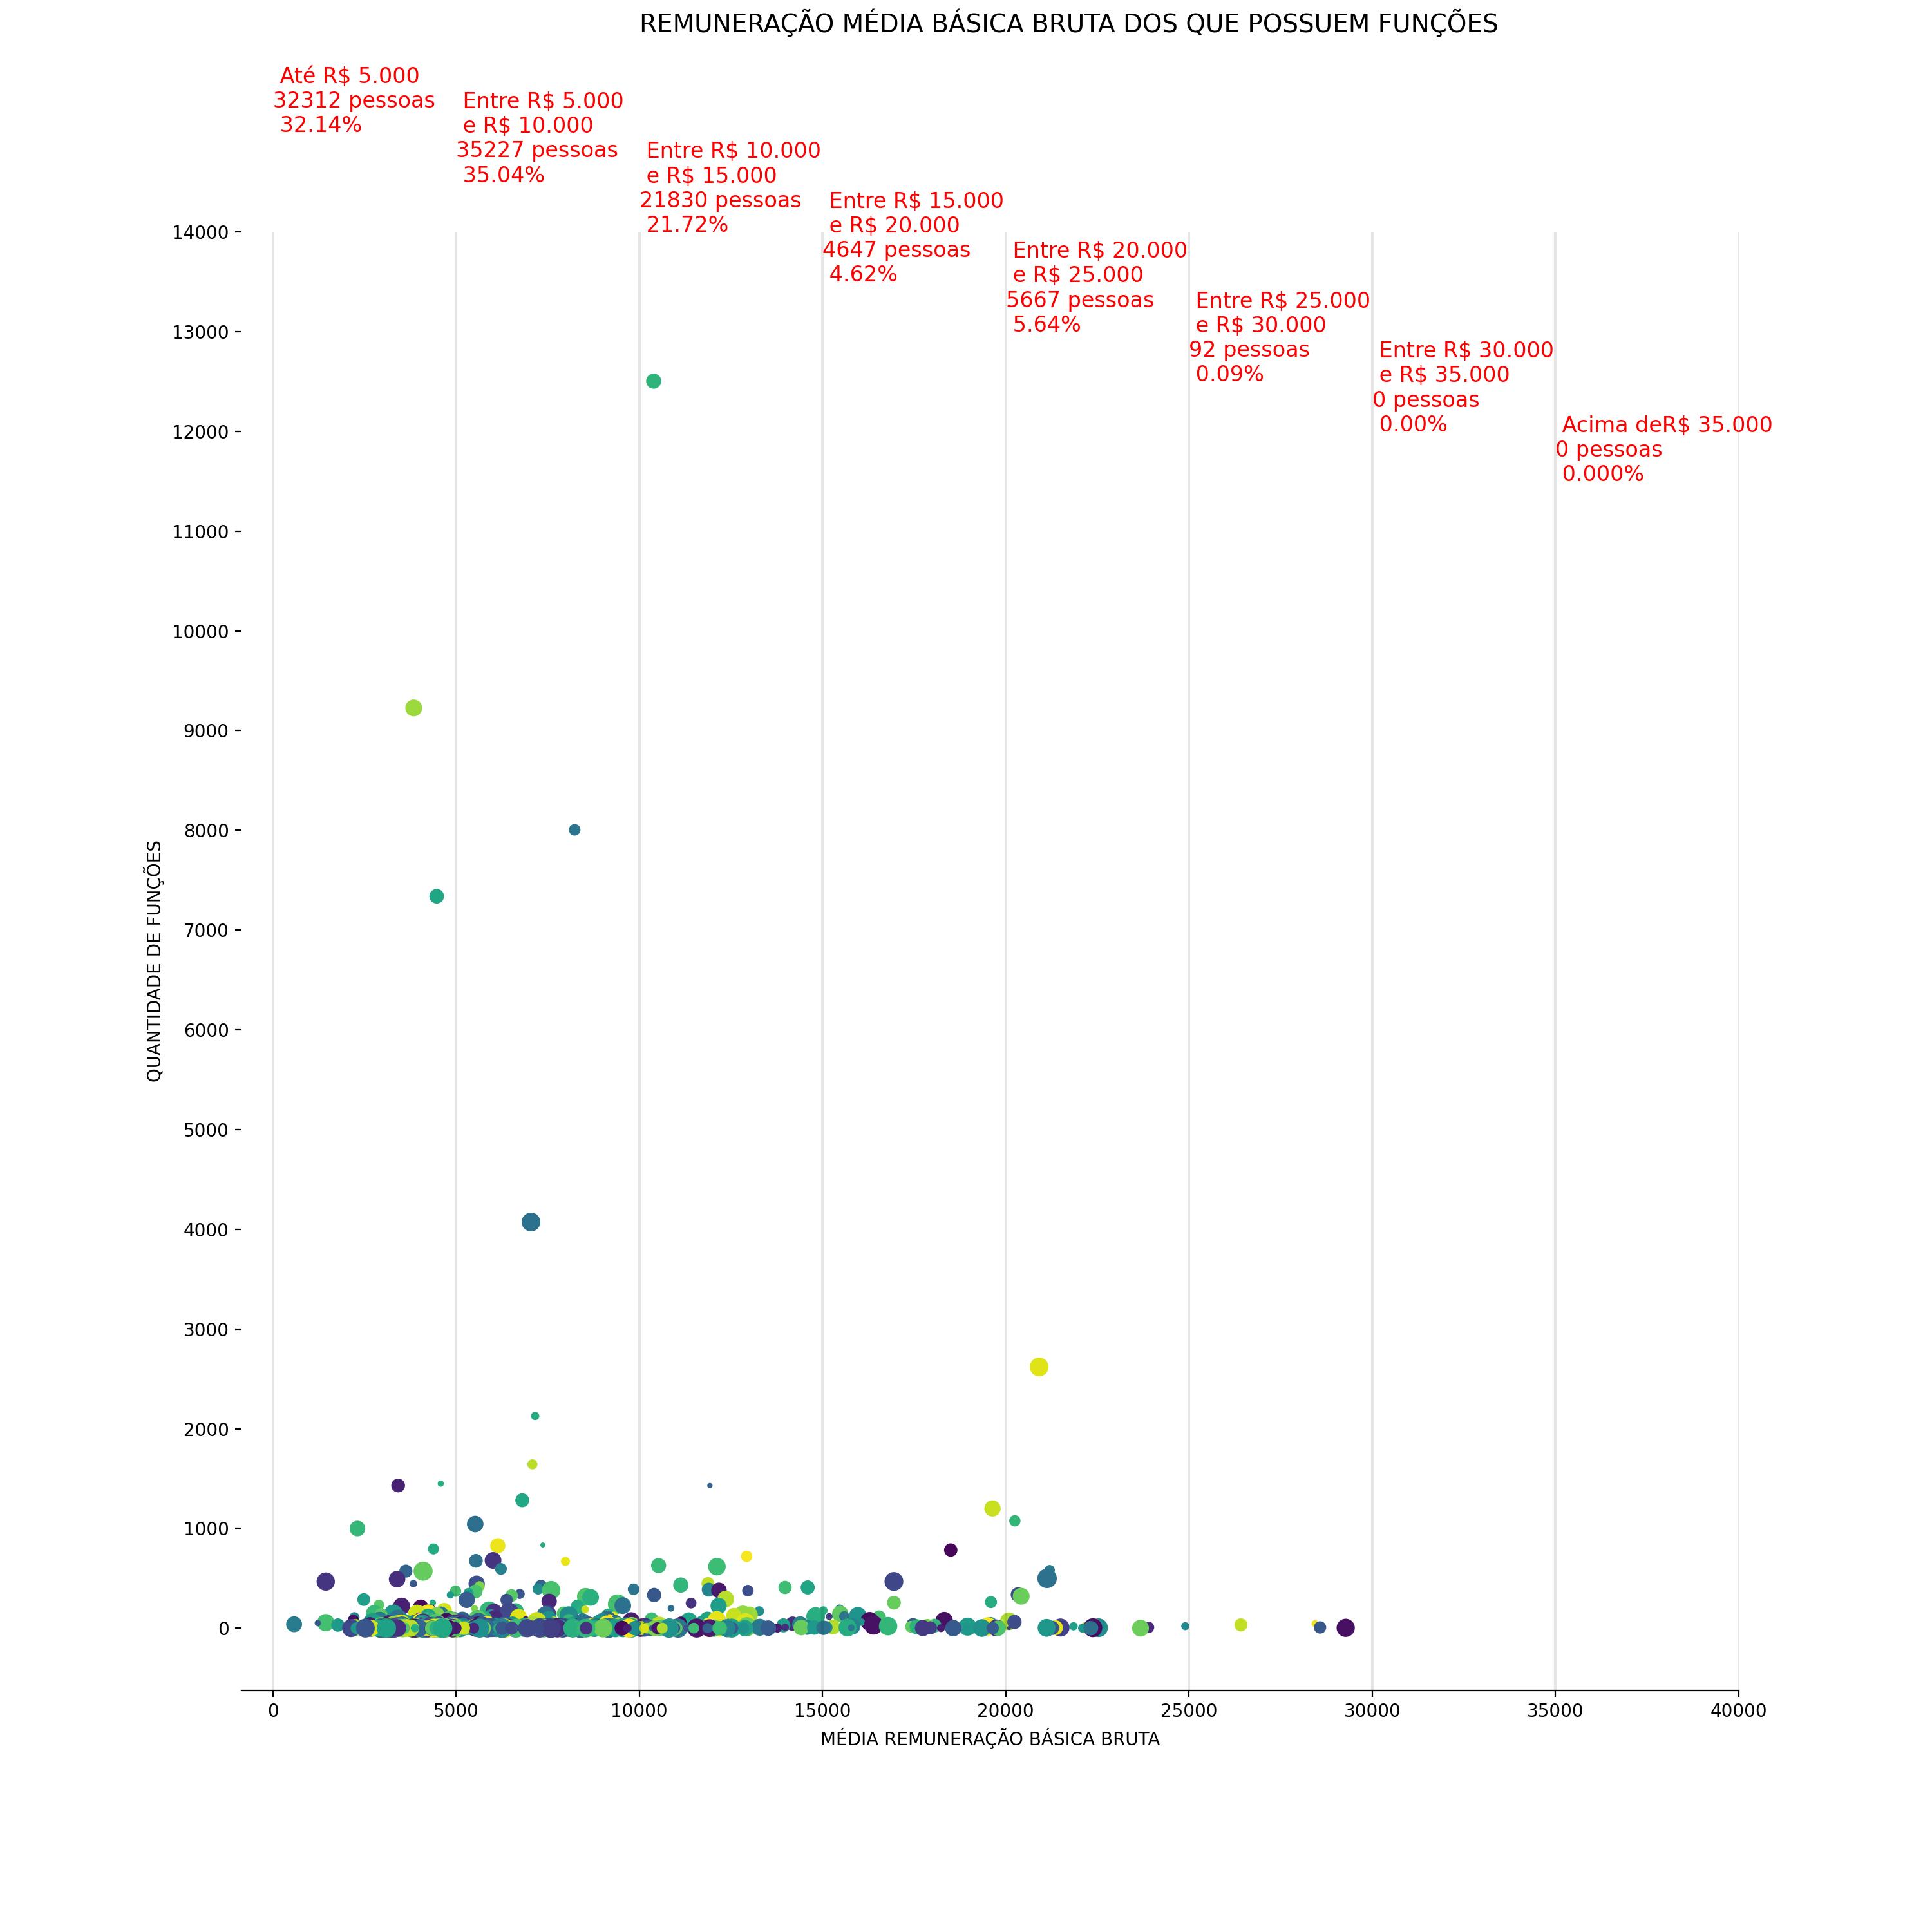 REMUNERAÇÃO MÉDIA BÁSICA BRUTA DOS QUE POSSUEM FUNÇÕES
Até R$ 5.000
32312 pessoas
32.14%
Entre R$ 5.000
e R$ 10.000
35227 pessoas
35.04%
Entre R$ 10.000
e R$ 15.000
21830 pessoas
21.72%
Entre R$ 15.000
e R$ 20.000
4647 pessoas
4.62%
Entre R$ 20.000
e R$ 25.000
5667 pessoas
5.64%
Entre R$ 25.000
e R$ 30.000
92 pessoas
0.09%
Entre R$ 30.000
e R$ 35.000
0 pessoas
0.00%
Acima deR$ 35.000
0 pessoas
0.000%
14000
13000
12000
11000
10000
9000
8000
7000
6000
5000
4000
3000
2000
1000
0
QUANTIDADE DE FUNÇÕES
0 5000 10000 15000 20000 25000 30000 35000 40000
MÉDIA REMUNERAÇÃO BÁSICA BRUTA